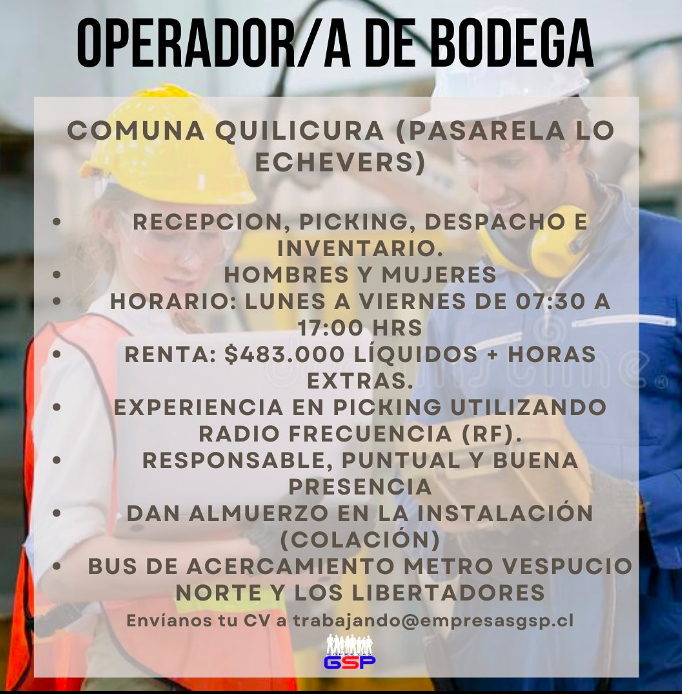 OPERADOR/A DE BODEGA
COMUNA QUILICURA (PASARELA LO
ECHEVERS)
• RECEPCION, PICKING, DESPACHO E
INVENTARIO.
• HOMBRES Y MUJERES
• HORARIO: LUNES A VIERNES DE 07:30 A
17:00 HRS
• RENTA: $483.000 LÍQUIDOS + HORAS
EXTRAS.
• EXPERIENCIA EN PICKING UTILIZANDO
RADIO FRECUENCIA (RF).
• RESPONSABLE, PUNTUAL Y BUENA
PRESENCIA
• DAN ALMUERZO EN LA INSTALACIÓN
(COLACIÓN)
• BUS DE ACERCAMIENTO METRO VESPUCIO
NORTE Y LOS LIBERTADORES
Envíanos tu CV a trabajando@empresasgsp.cl
EMPRESAS
GSP